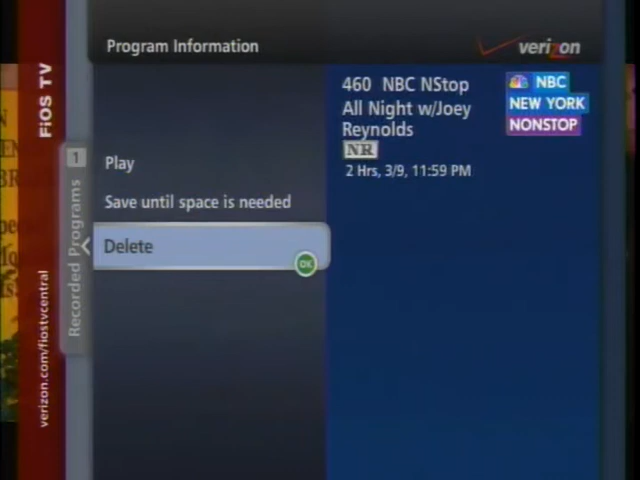 Program Information
verizon
FiOS TV
verizon.com/fiostvcentral
1
Recorded Programs
Play
Save until space is needed
Delete
OK
460 NBC NStop
All Night w/Joey
Reynolds
NR
2 Hrs, 3/9, 11:59 PM
NBC
NEW YORK
NONSTOP